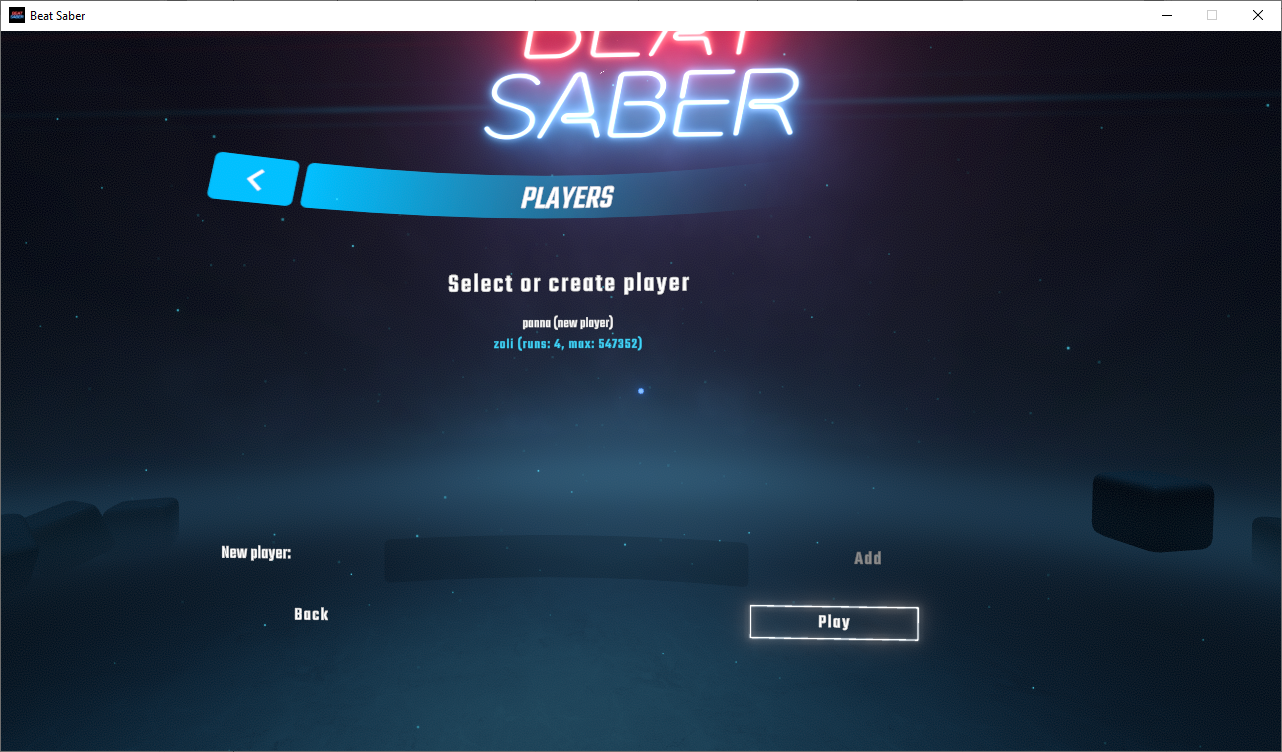 Beat Saber
BEAT
SABER
PLAYERS
Select or create player
panna (new player)
zoli (runs: 4, max: 547352)
New player:
Add
Back
Play